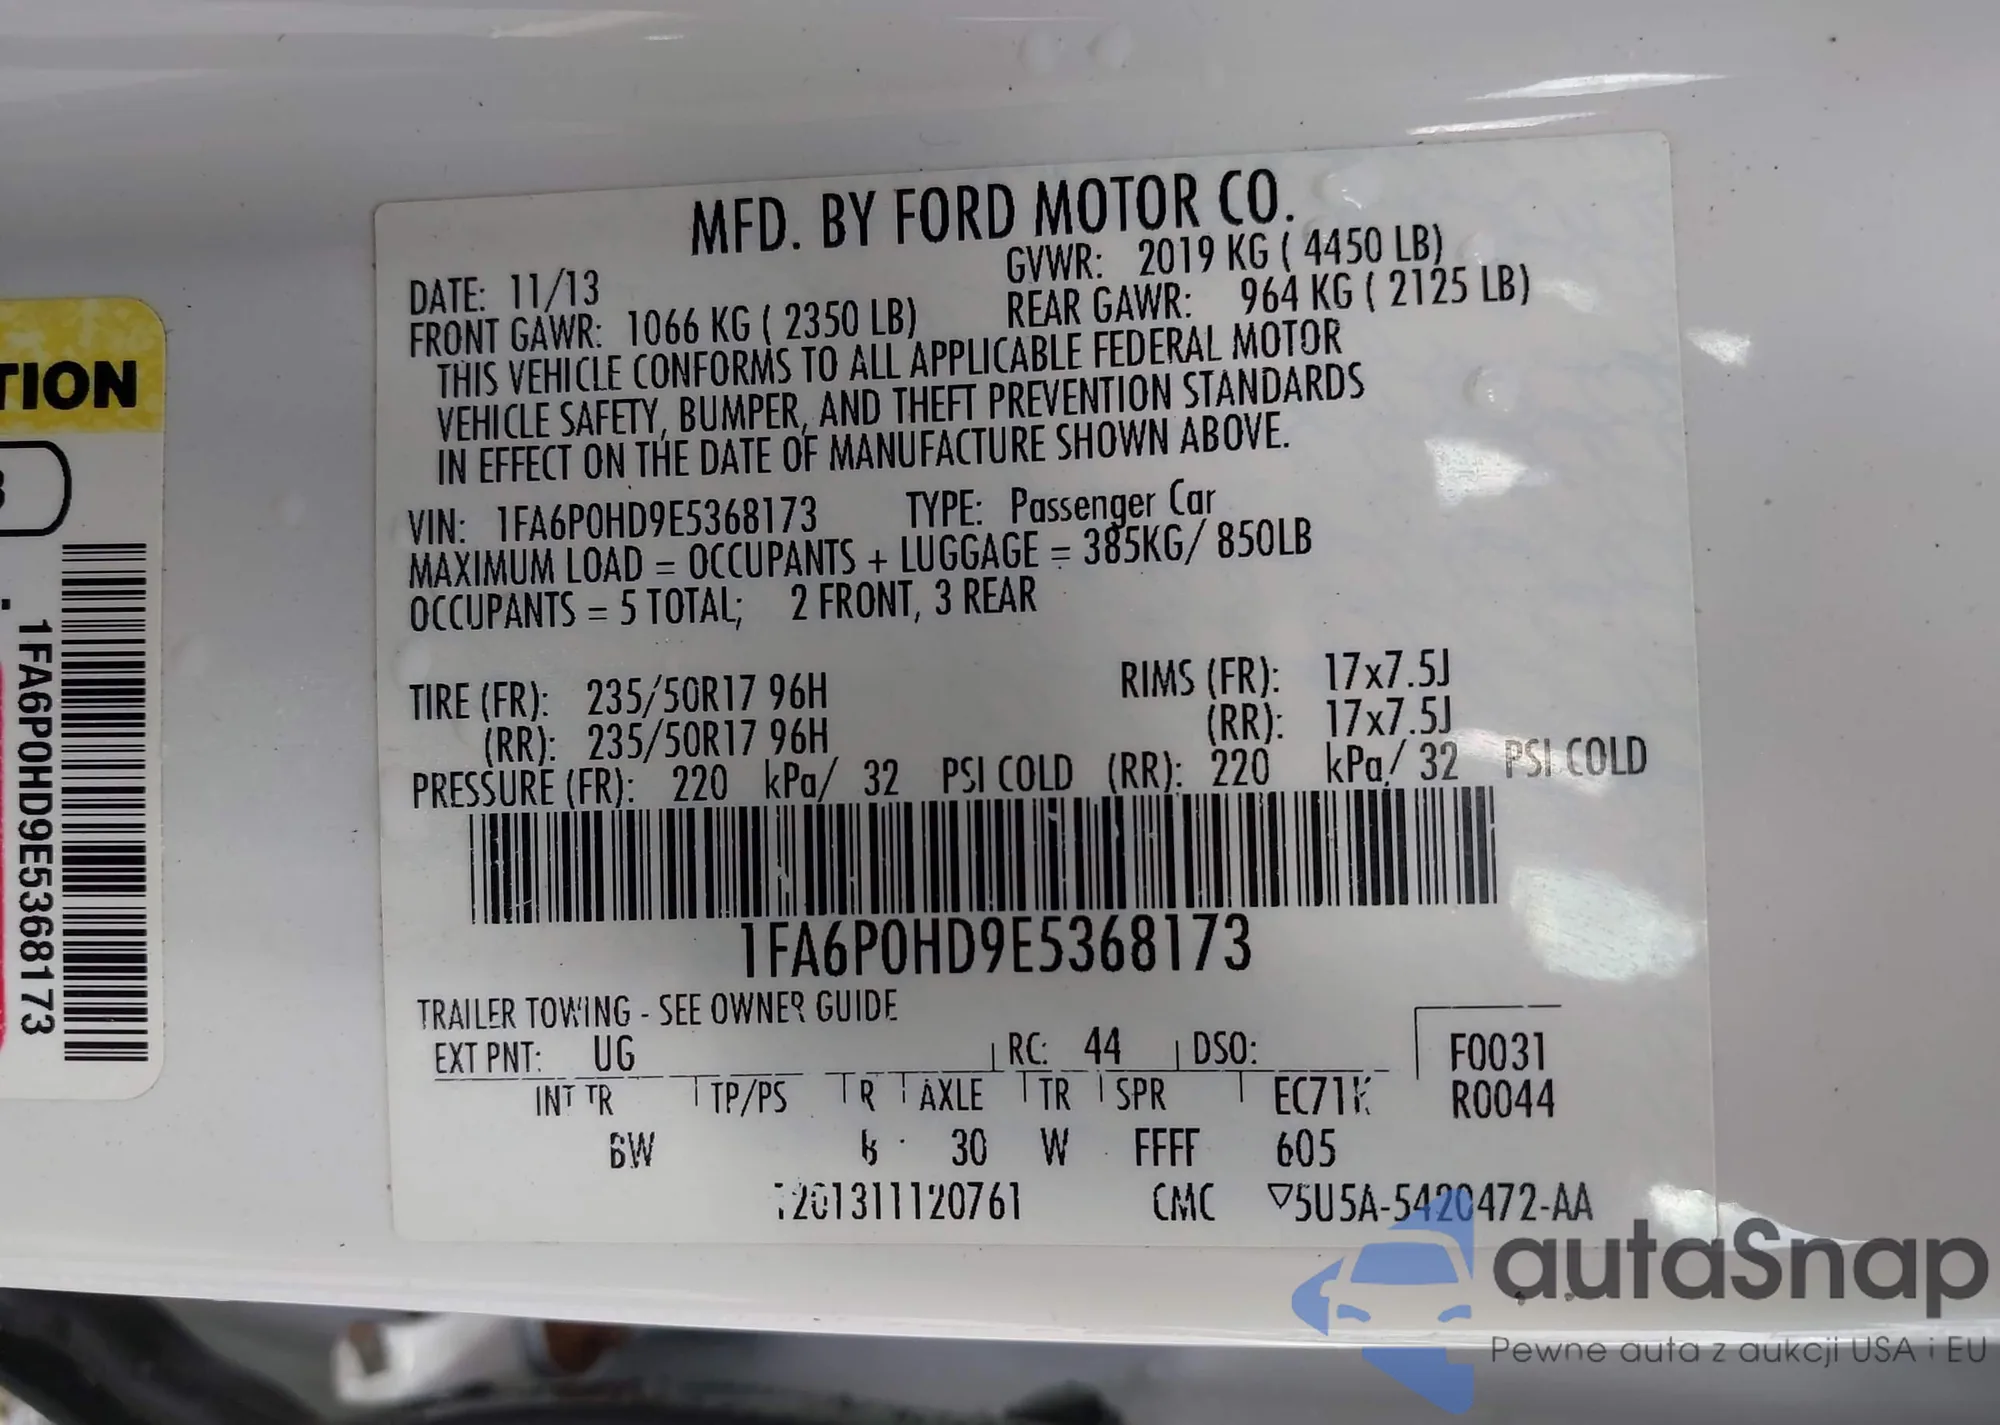 MFD. BY FORD MOTOR CO.
DATE: 11/13 GVWR: 2019 KG ( 4450 LB)
FRONT GAWR: 1066 KG ( 2350 LB) REAR GAWR: 964 KG ( 2125 LB)
THIS VEHICLE CONFORMS TO ALL APPLICABLE FEDERAL MOTOR
VEHICLE SAFETY, BUMPER, AND THEFT PREVENTION STANDARDS
IN EFFECT ON THE DATE OF MANUFACTURE SHOWN ABOVE.
VIN: 1FA6P0HD9E5368173 TYPE: Passenger Car
MAXIMUM LOAD = OCCUPANTS + LUGGAGE = 385KG/ 850LB
OCCUPANTS = 5 TOTAL; 2 FRONT, 3 REAR
TIRE (FR): 235/50R17 96H RIMS (FR): 17x7.5J
(RR): 235/50R17 96H (RR): 17x7.5J
PRESSURE (FR): 220 kPa/ 32 PSI COLD (RR): 220 kPa/ 32 PSI COLD
1FA6P0HD9E5368173
TRAILER TOWING - SEE OWNER GUIDE
EXT PNT: UG RC: 44 DSO: F0031
INT TR TP/PS R AXLE TR SPR EC71K R0044
BW 30 W FFFF 605
201311120761 CMC ▽5U5A-5420472-AA
TION
1FA6P0HD9E5368173
autaSnap
Pewne auta z aukcji USA i EU